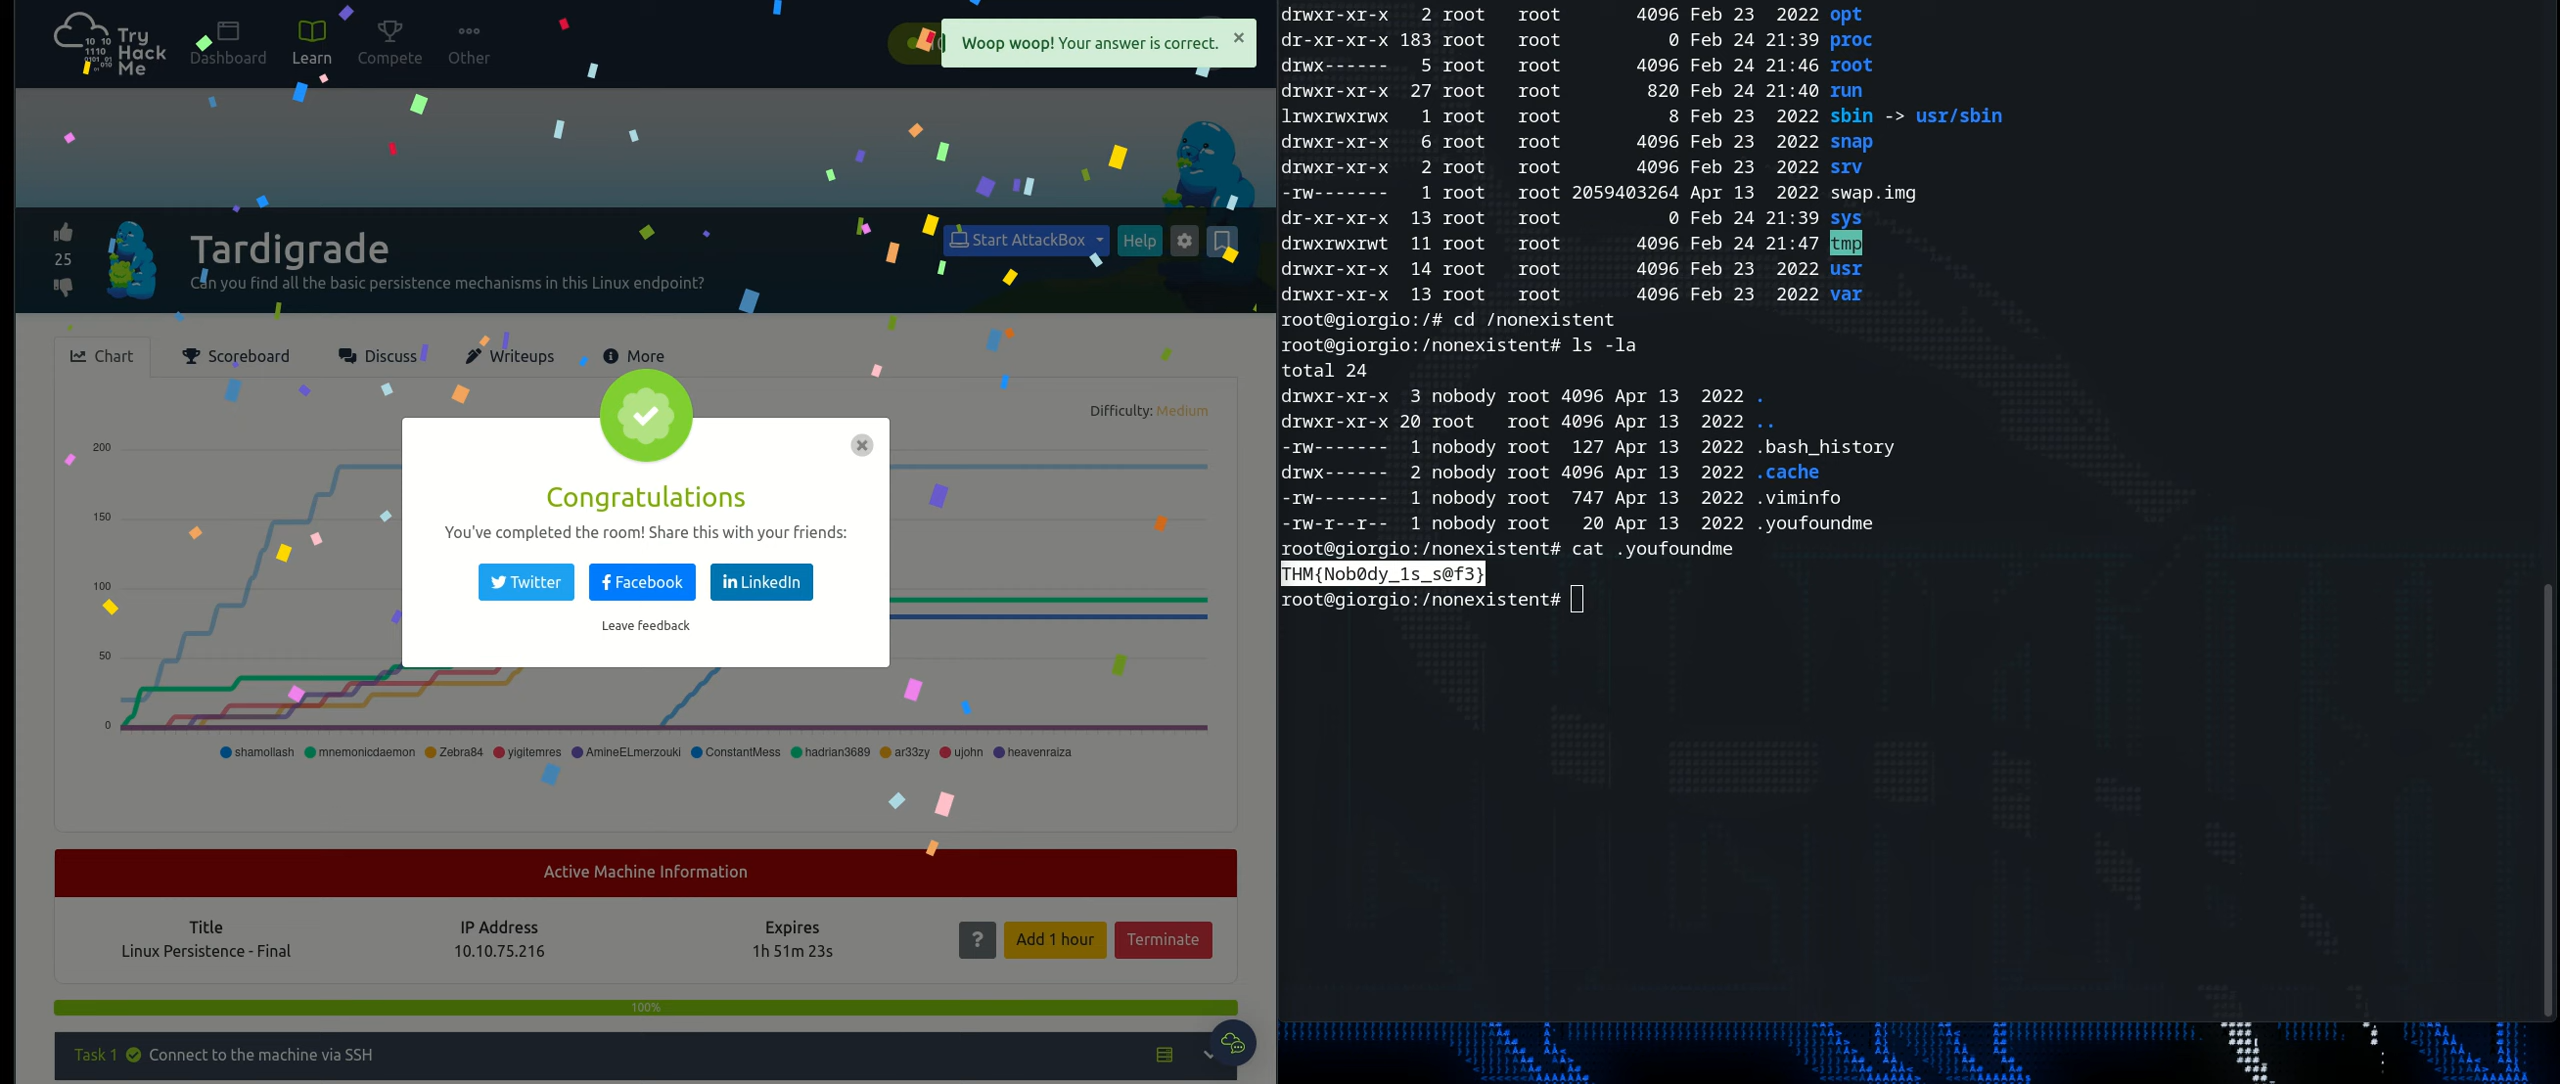 Try
Hack
Me
Dashboard
Learn
Compete
Other
Woop woop! Your answer is correct.
25
Tardigrade
Can you find all the basic persistence mechanisms in this Linux endpoint?
Start AttackBox
Help
Chart
Scoreboard
Discuss
Writeups
More
Difficulty: Medium
200
150
100
50
0
Congratulations
You've completed the room! Share this with your friends:
Twitter
Facebook
LinkedIn
Leave feedback
shamollash mnemonicdaemon Zebra84 yigitemres AmineELmerzouki ConstantMess hadrian3689 ar33zy ujohn heavenraiza
Active Machine Information
Title
Linux Persistence - Final
IP Address
10.10.75.216
Expires
1h 51m 23s
?
Add 1 hour
Terminate
100%
Task 1 Connect to the machine via SSH
drwxr-xr-x 2 root root 4096 Feb 23 2022 opt
dr-xr-xr-x 183 root root 0 Feb 24 21:39 proc
drwx------ 5 root root 4096 Feb 24 21:46 root
drwxr-xr-x 27 root root 820 Feb 24 21:40 run
lrwxrwxrwx 1 root root 8 Feb 23 2022 sbin -> usr/sbin
drwxr-xr-x 6 root root 4096 Feb 23 2022 snap
drwxr-xr-x 2 root root 4096 Feb 23 2022 srv
-rw------- 1 root root 2059403264 Apr 13 2022 swap.img
dr-xr-xr-x 13 root root 0 Feb 24 21:39 sys
drwxrwxrwt 11 root root 4096 Feb 24 21:47 tmp
drwxr-xr-x 14 root root 4096 Feb 23 2022 usr
drwxr-xr-x 13 root root 4096 Feb 23 2022 var
root@giorgio:/# cd /nonexistent
root@giorgio:/nonexistent# ls -la
total 24
drwxr-xr-x 3 nobody root 4096 Apr 13 2022 .
drwxr-xr-x 20 root root 4096 Apr 13 2022 ..
-rw------- 1 nobody root 127 Apr 13 2022 .bash_history
drwx------ 2 nobody root 4096 Apr 13 2022 .cache
-rw------- 1 nobody root 747 Apr 13 2022 .viminfo
-rw-r--r-- 1 nobody root 20 Apr 13 2022 .youfoundme
root@giorgio:/nonexistent# cat .youfoundme
THM{Nob0dy_1s_s@f3}
root@giorgio:/nonexistent#